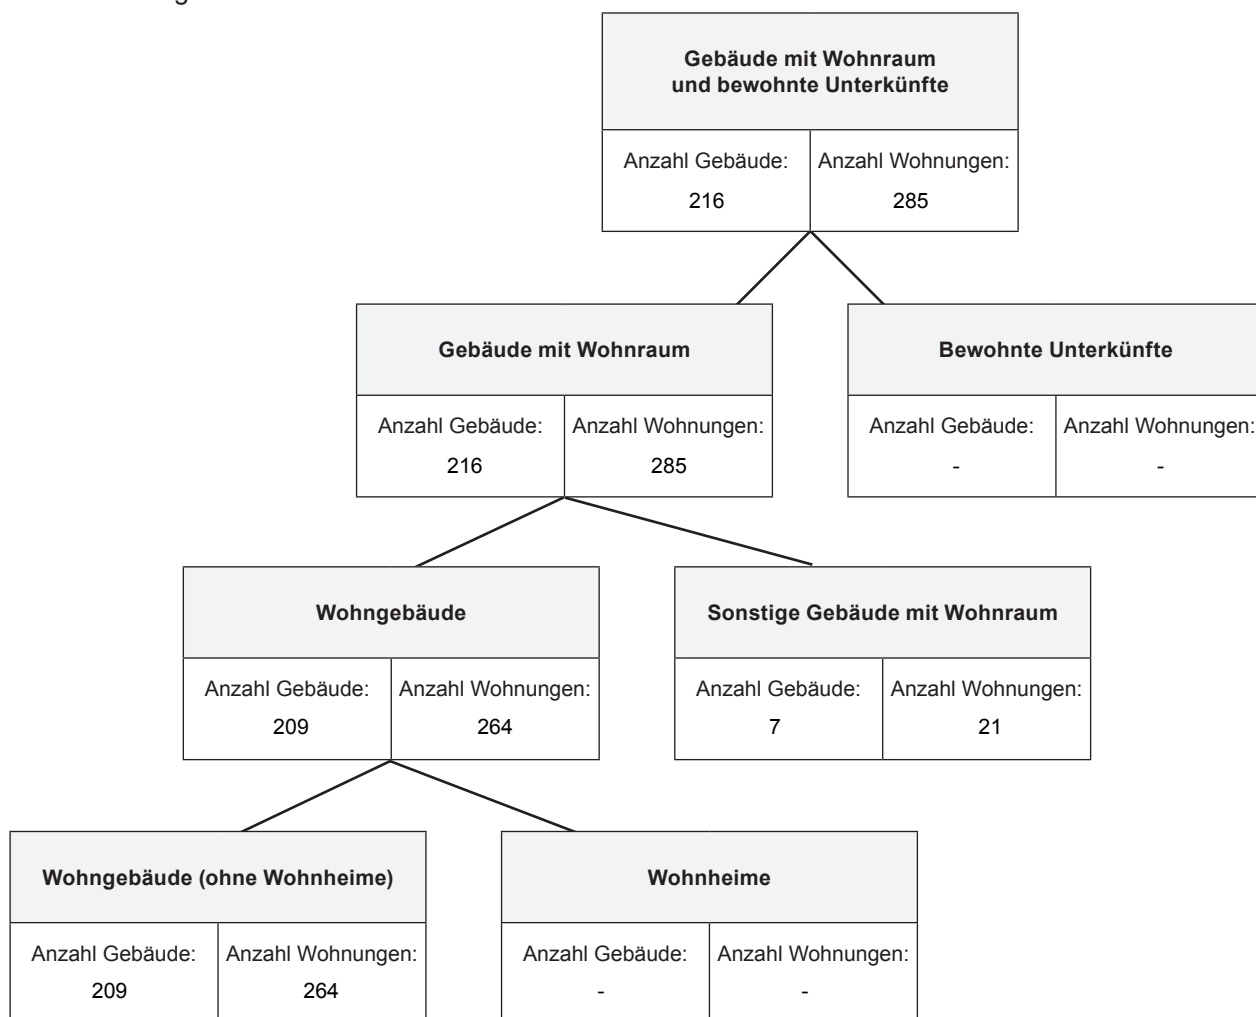 Gebäude mit Wohnraum
und bewohnte Unterkünfte
Anzahl Gebäude:
216
Anzahl Wohnungen:
285
Gebäude mit Wohnraum
Anzahl Gebäude:
216
Anzahl Wohnungen:
285
Bewohnte Unterkünfte
Anzahl Gebäude:
-
Anzahl Wohnungen:
-
Wohngebäude
Anzahl Gebäude:
209
Anzahl Wohnungen:
264
Sonstige Gebäude mit Wohnraum
Anzahl Gebäude:
7
Anzahl Wohnungen:
21
Wohngebäude (ohne Wohnheime)
Anzahl Gebäude:
209
Anzahl Wohnungen:
264
Wohnheime
Anzahl Gebäude:
-
Anzahl Wohnungen:
-